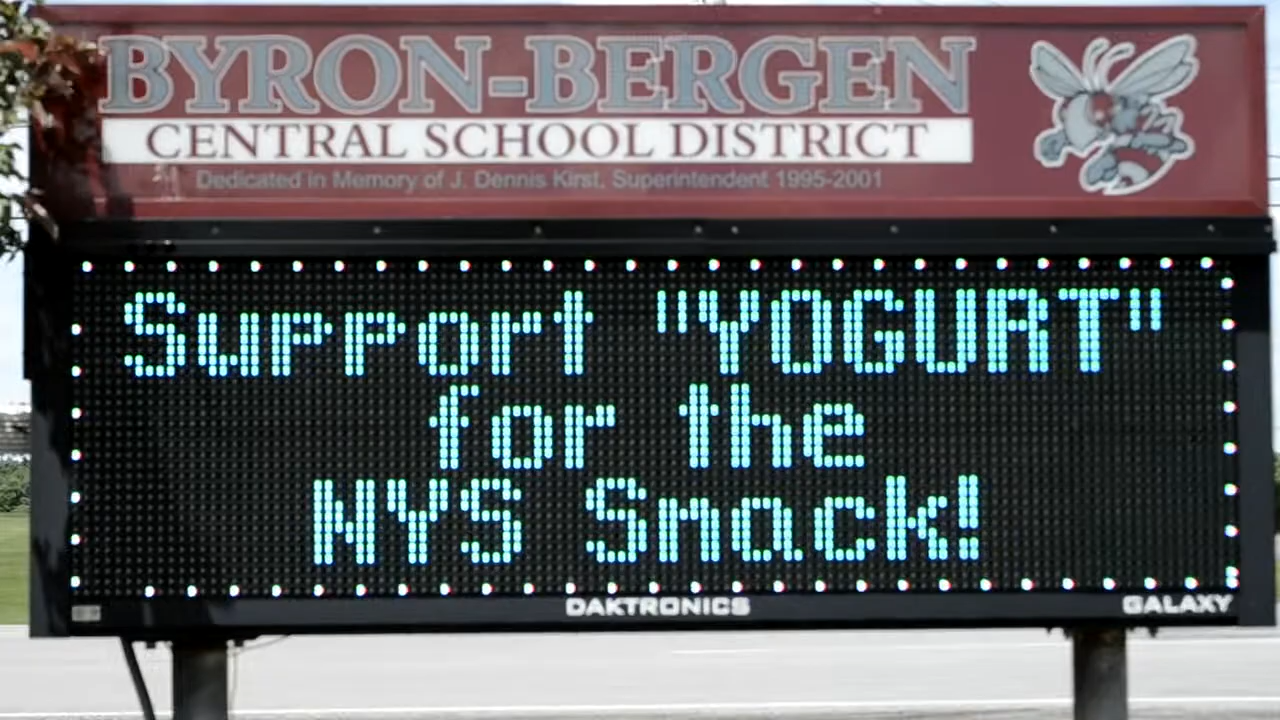 BYRON-BERGEN
CENTRAL SCHOOL DISTRICT
Dedicated in Memory of J. Dennis Kirst, Superintendent 1995-2001
Support "YOGURT"
for the
NYS Snack!
DAKTRONICS
GALAXY